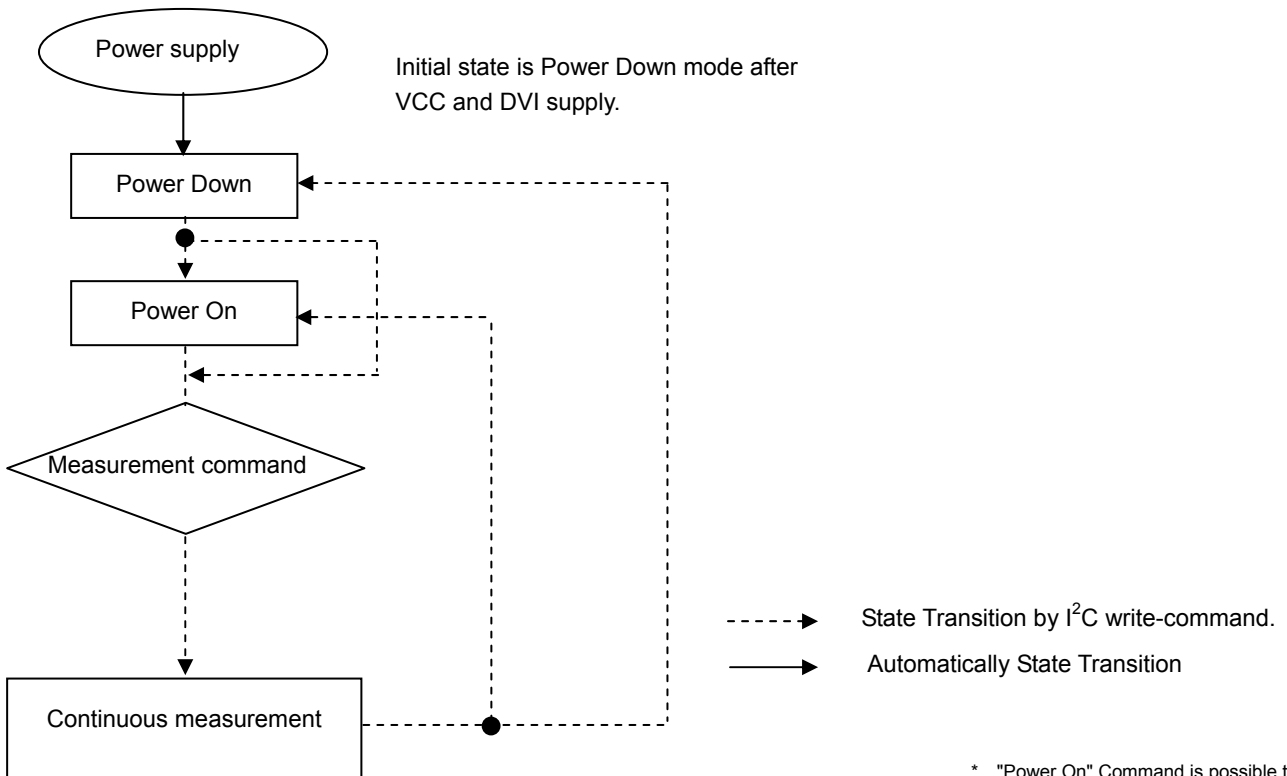 Power supply
Initial state is Power Down mode after
VCC and DVI supply.
Power Down
Power On
Measurement command
State Transition by I²C write-command.
Automatically State Transition
Continuous measurement
* "Power On" Command is possible t